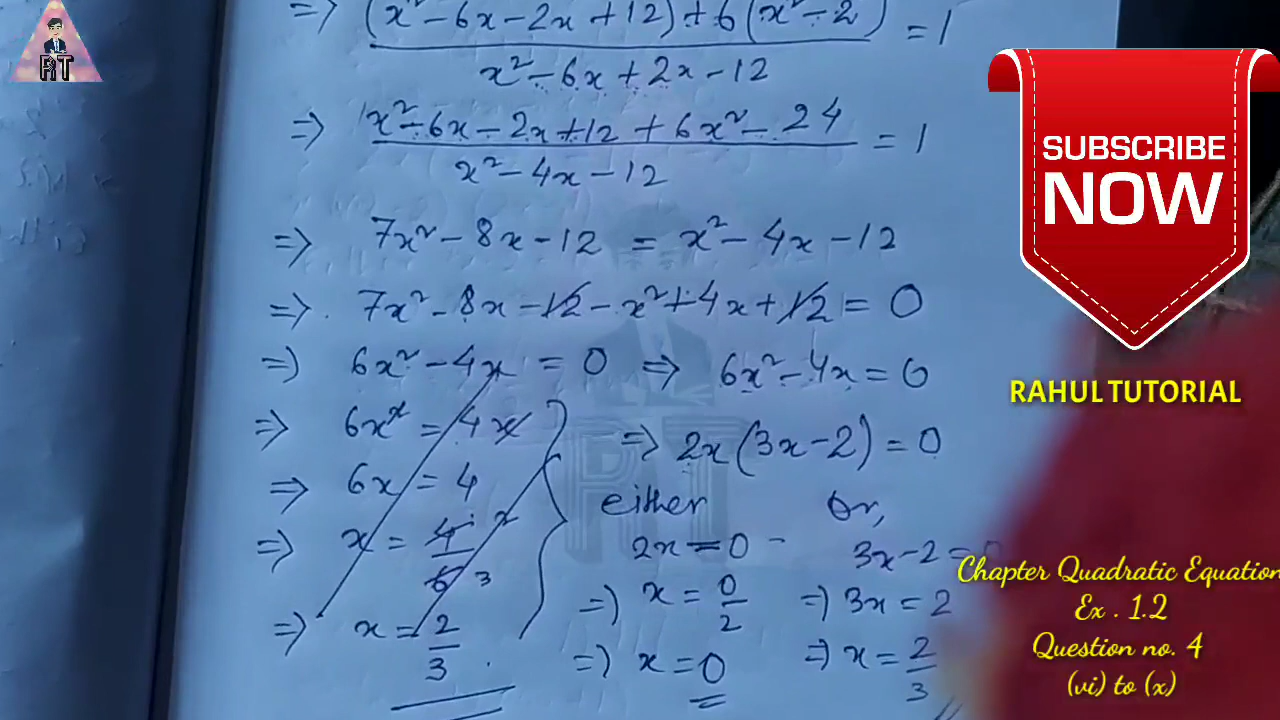 => (x² - 6x - 2x + 12) + 6(x² - 2 ) / x² - 6x + 2x - 12 = 1
=> x² - 6x - 2x + 12 + 6x² - 24 / x² - 4x - 12 = 1
=> 7x² - 8x - 12 = x² - 4x - 12
=> 7x² - 8x - 12 - x² + 4x + 12 = 0
=> 6x² - 4x = 0 => 6x² - 4x = 0
=> 6x² = 4x
=> 6x = 4
=> x = 4/6 2 3
=> x = 2/3
=> 2x(3x - 2) = 0
either
2x = 0
=> x = 0/2
=> x = 0
Or,
3x - 2 = 0
=> 3x = 2
=> x = 2/3
RT
SUBSCRIBE
NOW
RAHUL TUTORIAL
Chapter Quadratic Equation
Ex . 1.2
Question no. 4
(vi) to (x)